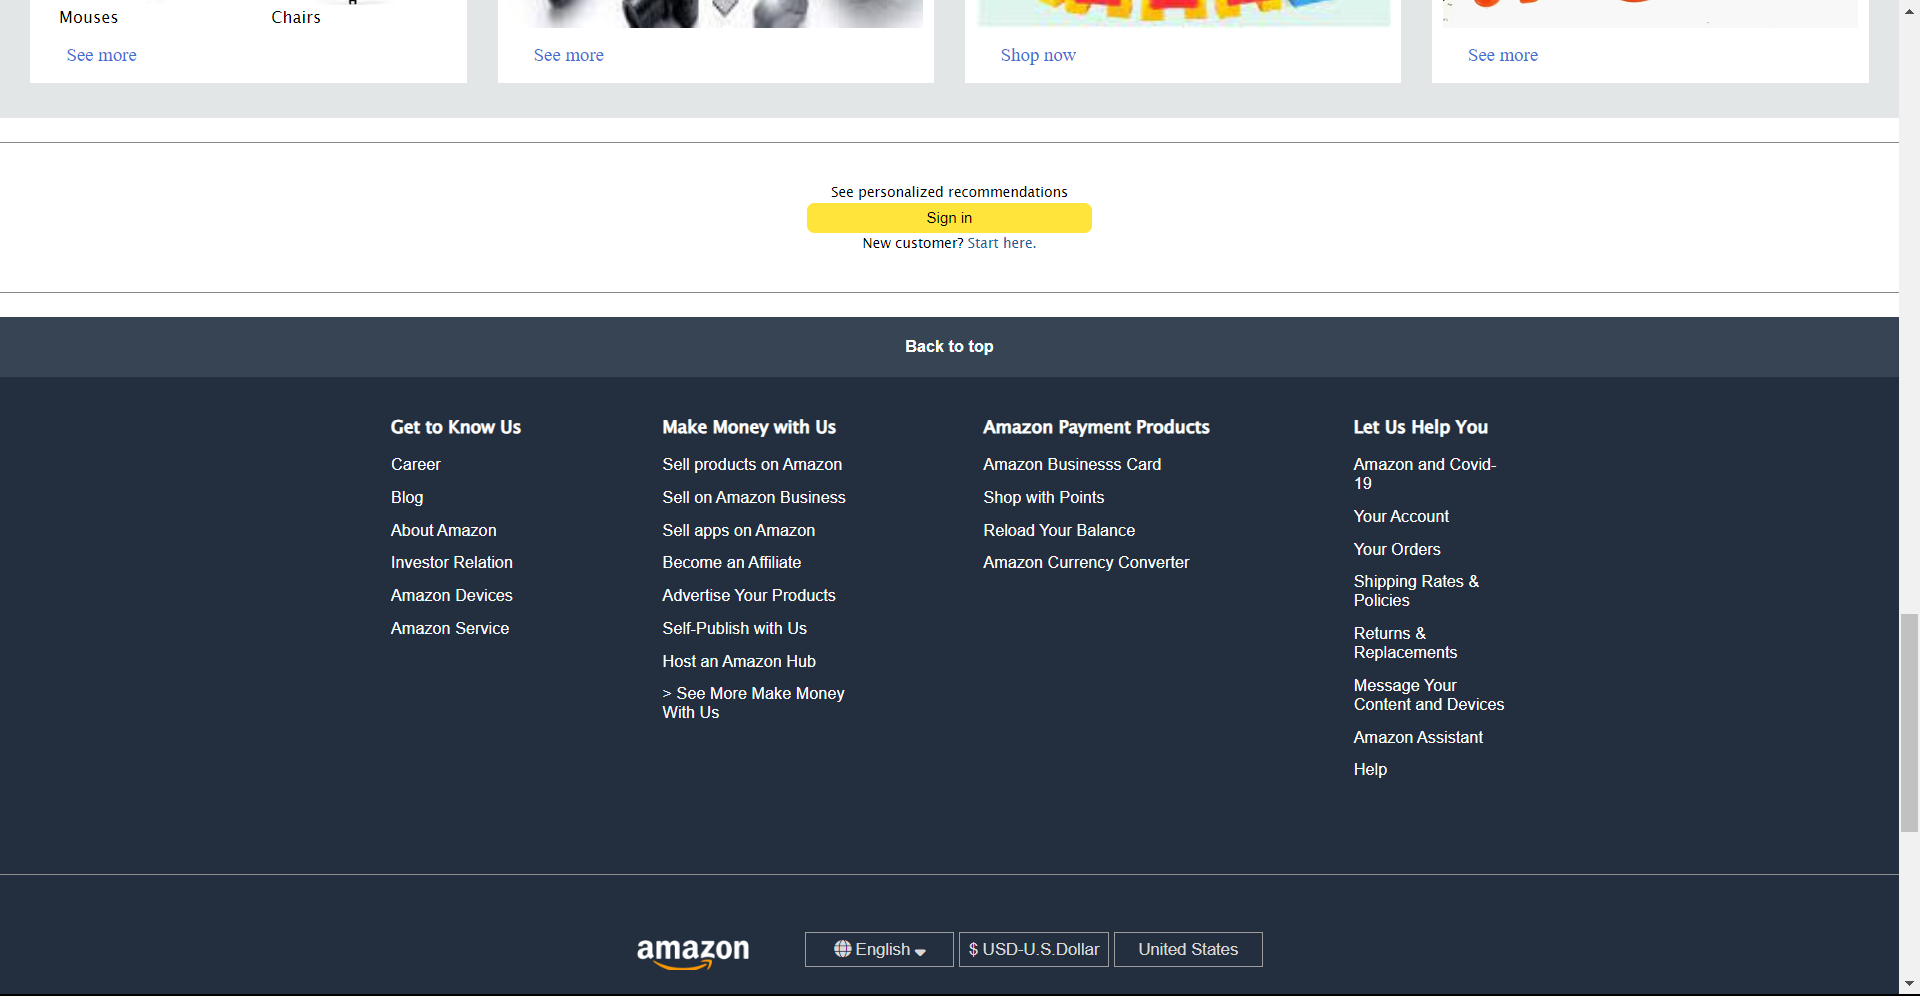 Mouses
Chairs
See more
See more
Shop now
See more
See personalized recommendations
Sign in
New customer? Start here.
Back to top
Get to Know Us
Career
Blog
About Amazon
Investor Relation
Amazon Devices
Amazon Service
Make Money with Us
Sell products on Amazon
Sell on Amazon Business
Sell apps on Amazon
Become an Affiliate
Advertise Your Products
Self-Publish with Us
Host an Amazon Hub
> See More Make Money
With Us
Amazon Payment Products
Amazon Businesss Card
Shop with Points
Reload Your Balance
Amazon Currency Converter
Let Us Help You
Amazon and Covid-
19
Your Account
Your Orders
Shipping Rates &
Policies
Returns &
Replacements
Message Your
Content and Devices
Amazon Assistant
Help
amazon
English
$ USD-U.S.Dollar
United States